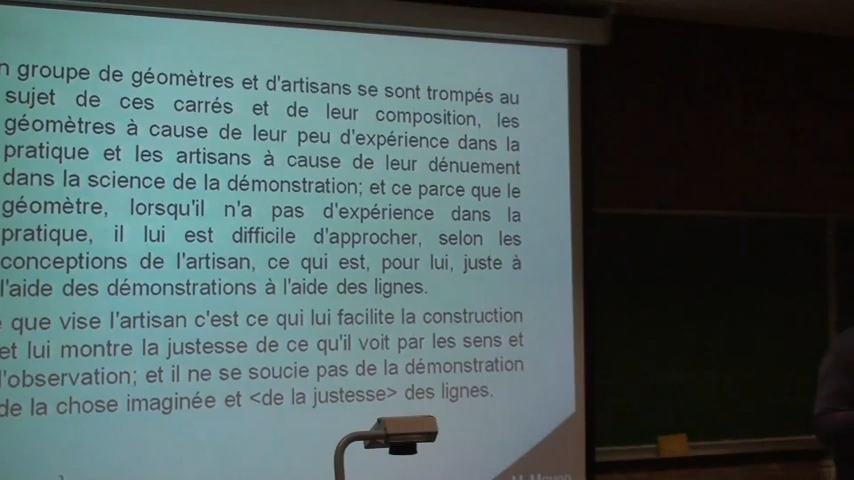 n groupe de géomètres et d'artisans se sont trompés au
sujet de ces carrés et de leur composition, les
géomètres à cause de leur peu d'expérience dans la
pratique et les artisans à cause de leur dénuement
dans la science de la démonstration; et ce parce que le
géomètre, lorsqu'il n'a pas d'expérience dans la
pratique, il lui est difficile d'approcher, selon les
conceptions de l'artisan, ce qui est, pour lui, juste à
l'aide des démonstrations à l'aide des lignes.
e que vise l'artisan c'est ce qui lui facilite la construction
et lui montre la justesse de ce qu'il voit par les sens et
l'observation; et il ne se soucie pas de la démonstration
de la chose imaginée et <de la justesse> des lignes.